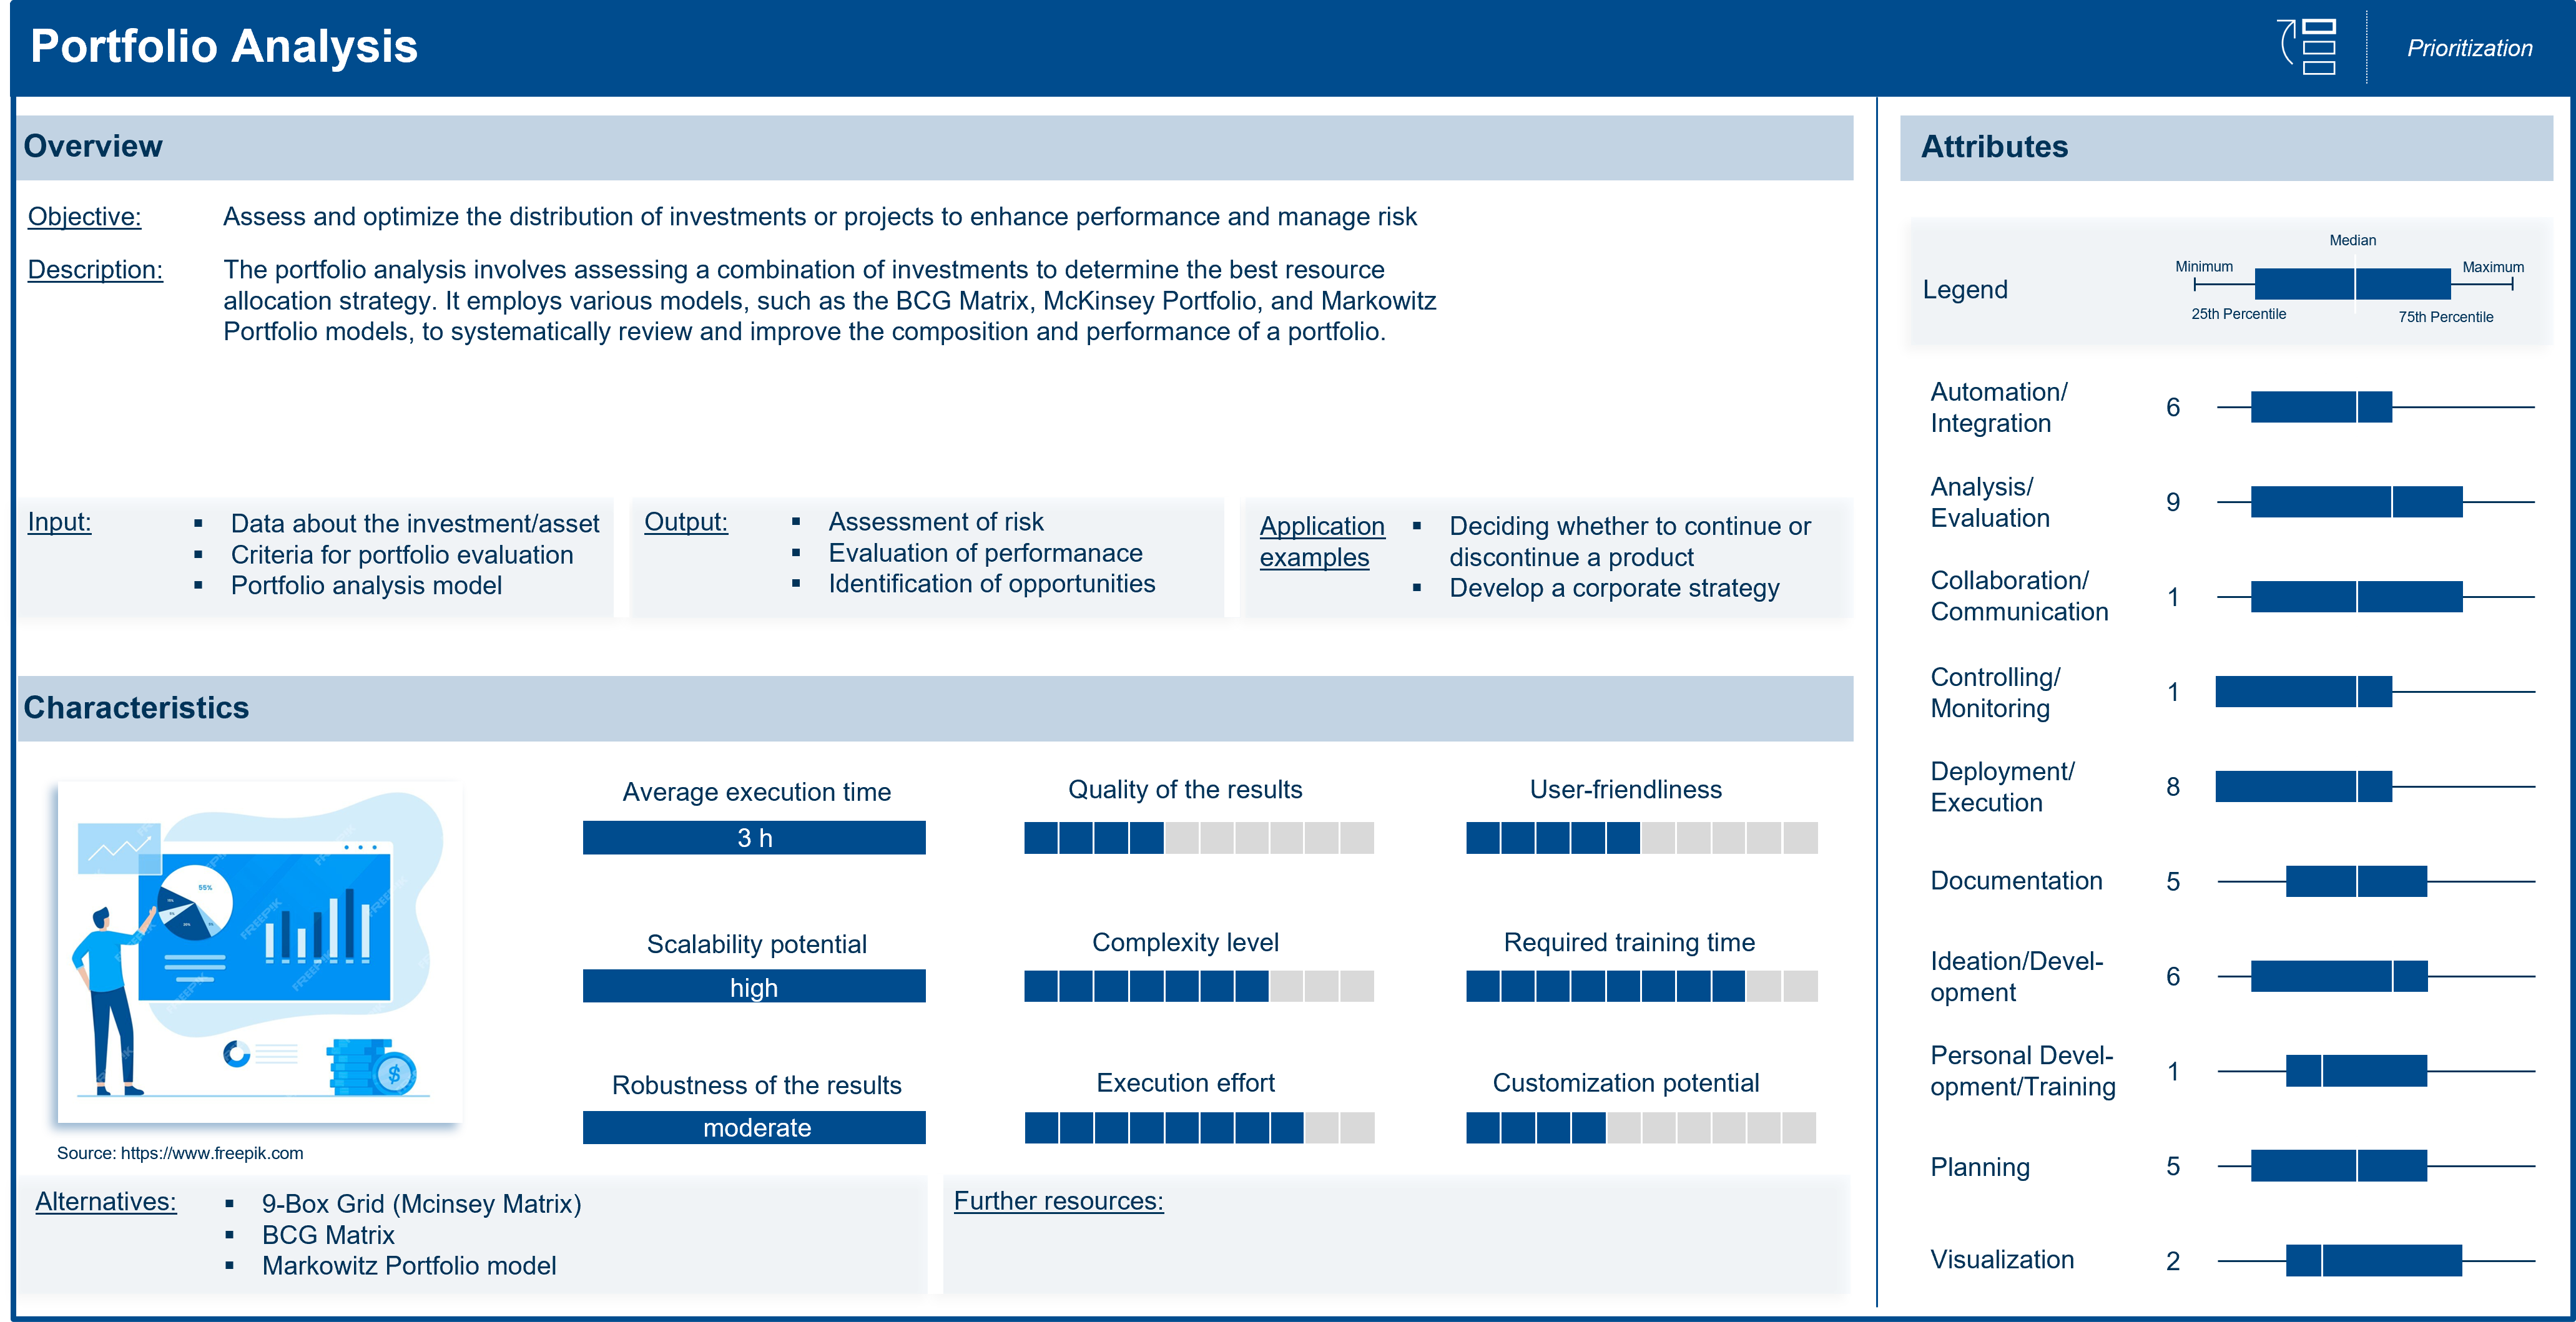 Portfolio Analysis
Prioritization
Overview
Objective:
Assess and optimize the distribution of investments or projects to enhance performance and manage risk
Description:
The portfolio analysis involves assessing a combination of investments to determine the best resource
allocation strategy. It employs various models, such as the BCG Matrix, McKinsey Portfolio, and Markowitz
Portfolio models, to systematically review and improve the composition and performance of a portfolio.
Input:
▪ Data about the investment/asset
▪ Criteria for portfolio evaluation
▪ Portfolio analysis model
Output:
▪ Assessment of risk
▪ Evaluation of performanace
▪ Identification of opportunities
Application
examples
▪ Deciding whether to continue or
discontinue a product
▪ Develop a corporate strategy
Characteristics
55%
FREEPIK
FREEPIK
FREEPIK
FREEPIK
$
Source: https://www.freepik.com
Average execution time
3 h
Quality of the results
User-friendliness
Scalability potential
high
Complexity level
Required training time
Robustness of the results
moderate
Execution effort
Customization potential
Alternatives:
▪ 9-Box Grid (Mcinsey Matrix)
▪ BCG Matrix
▪ Markowitz Portfolio model
Further resources:
Attributes
Legend
Median
Minimum
Maximum
25th Percentile
75th Percentile
Automation/
Integration
6
Analysis/
Evaluation
9
Collaboration/
Communication
1
Controlling/
Monitoring
1
Deployment/
Execution
8
Documentation
5
Ideation/Devel-
opment
6
Personal Devel-
opment/Training
1
Planning
5
Visualization
2